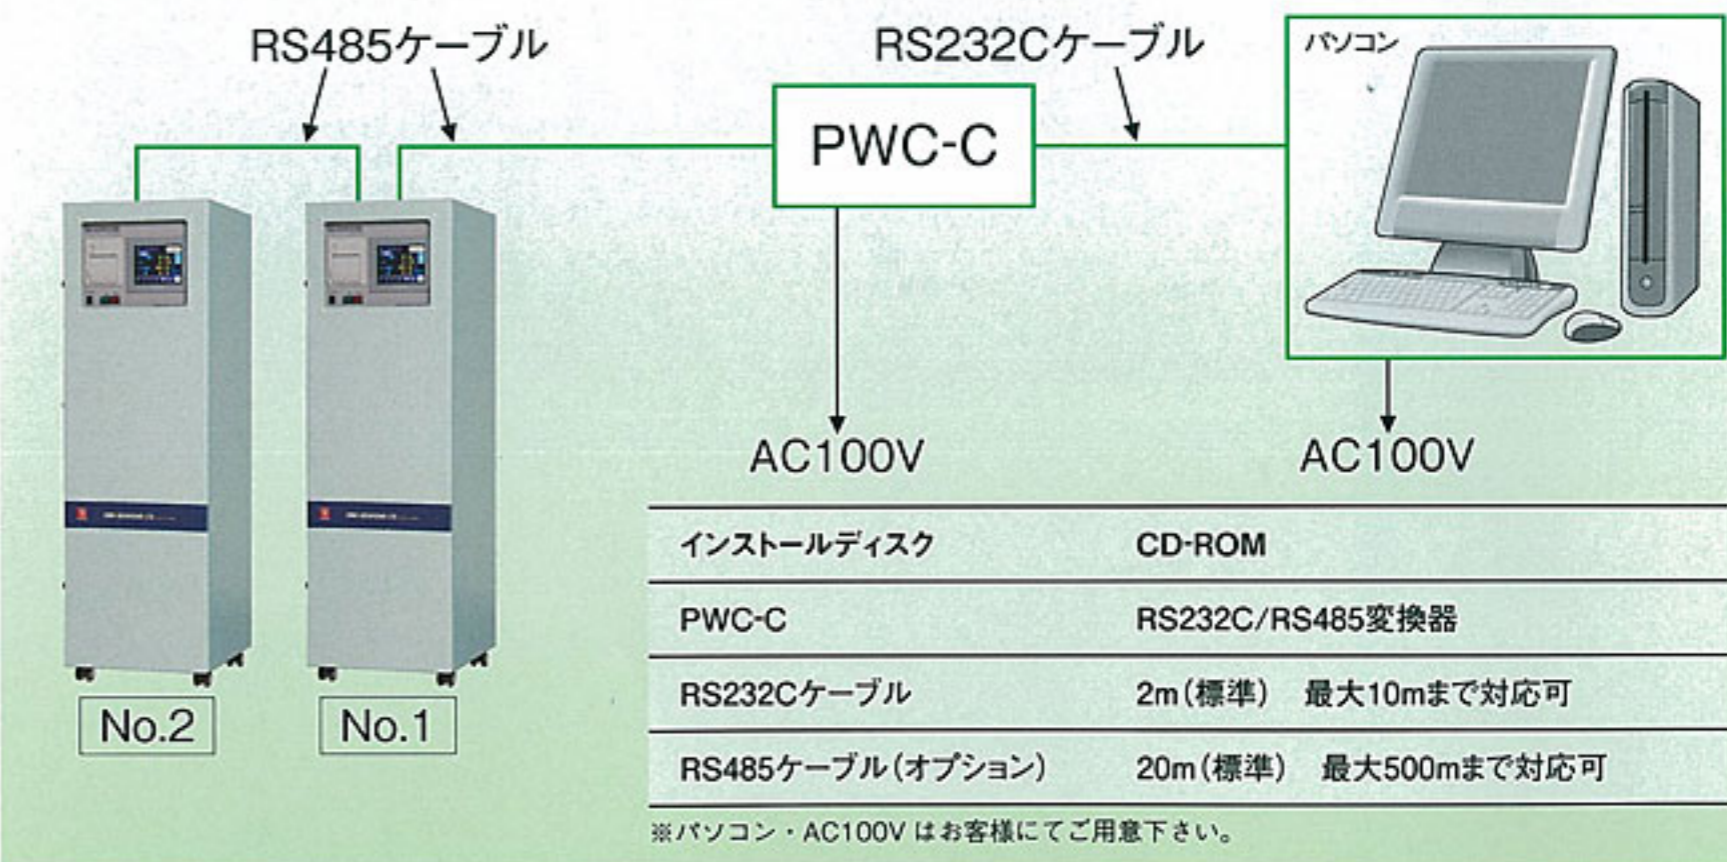 RS485ケーブル
RS232Cケーブル
パソコン
PWC-C
AC100V
AC100V
No.2
No.1
インストールディスク CD-ROM
PWC-C RS232C/RS485変換器
RS232Cケーブル 2m(標準) 最大10mまで対応可
RS485ケーブル(オプション) 20m(標準) 最大500mまで対応可
※パソコン・AC100V はお客様にてご用意下さい。